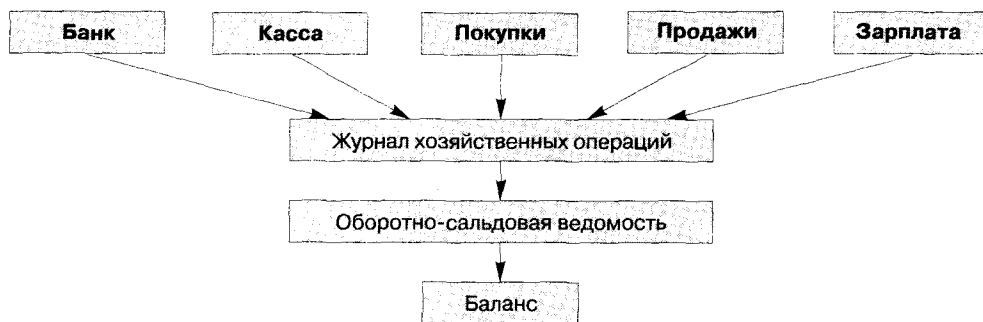 Банк
Касса
Покупки
Продажи
Зарплата
Журнал хозяйственных операций
Оборотно-сальдовая ведомость
Баланс